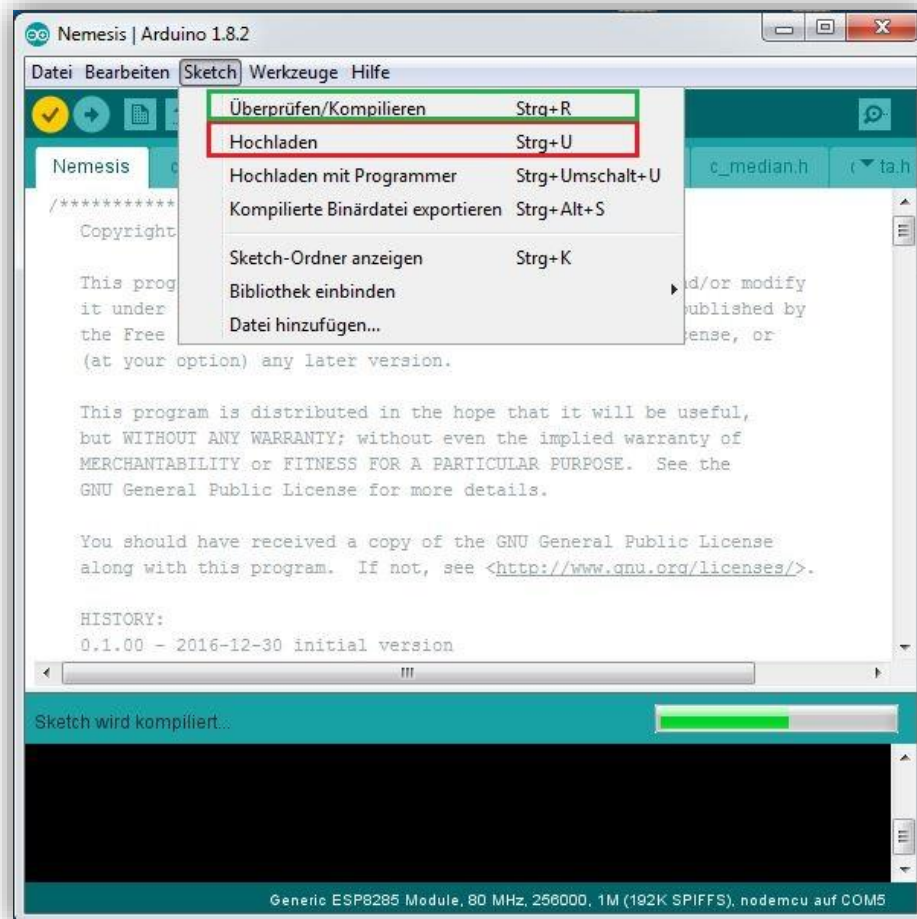 Nemesis | Arduino 1.8.2
Datei Bearbeiten Sketch Werkzeuge Hilfe
Überprüfen/Kompilieren Strg+R
Hochladen Strg+U
Hochladen mit Programmer Strg+Umschalt+U
Kompilierte Binärdatei exportieren Strg+Alt+S
Sketch-Ordner anzeigen Strg+K
Bibliothek einbinden
Datei hinzufügen...
Nemesis c_median.h ta.h
/***********
Copyright
This prog d/or modify
it under ublished by
the Free ense, or
(at your option) any later version.
This program is distributed in the hope that it will be useful,
but WITHOUT ANY WARRANTY; without even the implied warranty of
MERCHANTABILITY or FITNESS FOR A PARTICULAR PURPOSE. See the
GNU General Public License for more details.
You should have received a copy of the GNU General Public License
along with this program. If not, see <http://www.gnu.org/licenses/>.
HISTORY:
0.1.00 - 2016-12-30 initial version
Sketch wird kompiliert...
Generic ESP8285 Module, 80 MHz, 256000, 1M (192K SPIFFS), nodemcu auf COM5